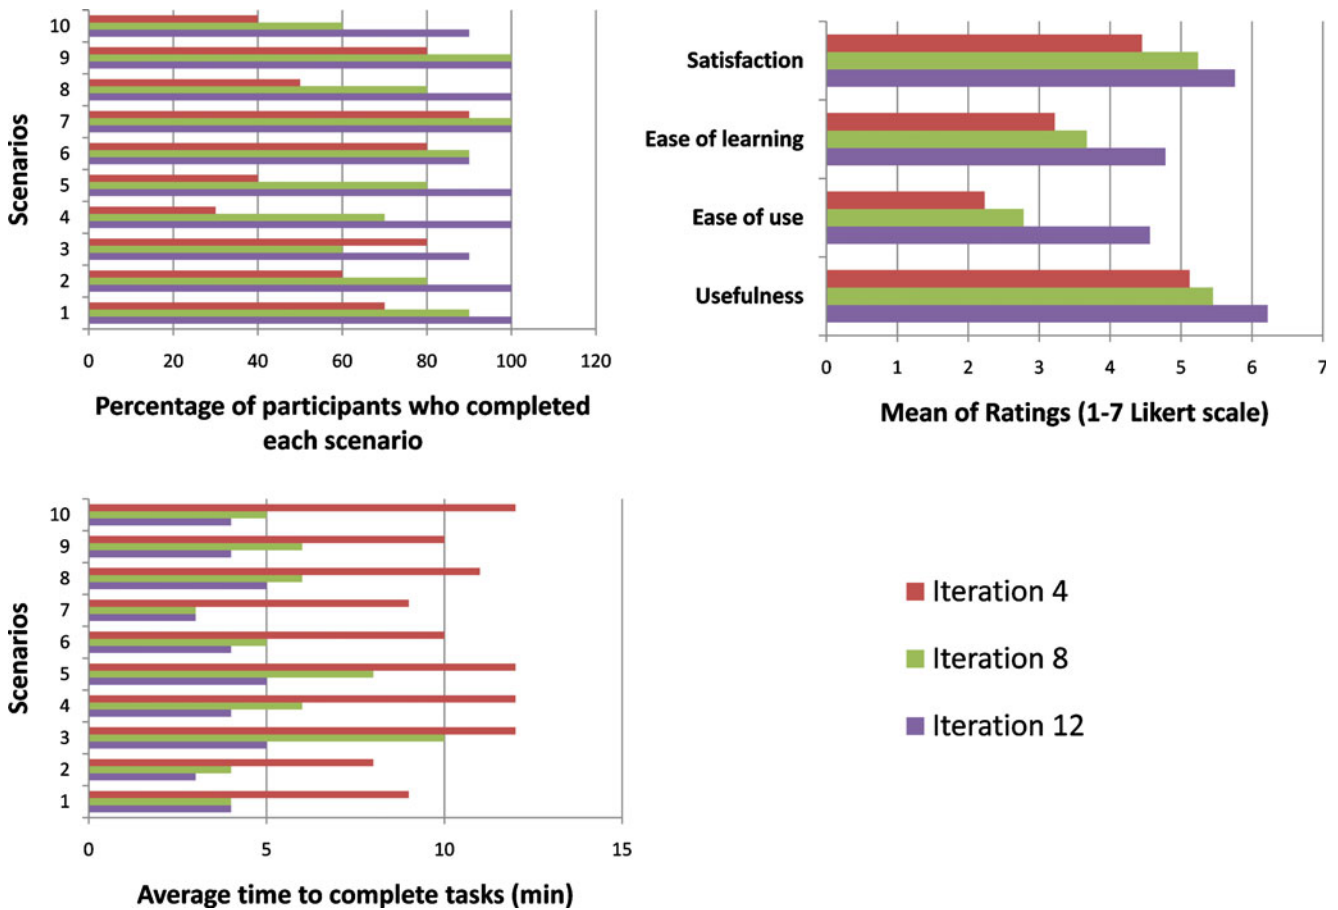 Scenarios
10
9
8
7
6
5
4
3
2
1
0 20 40 60 80 100 120
Percentage of participants who completed
each scenario
Satisfaction
Ease of learning
Ease of use
Usefulness
0 1 2 3 4 5 6 7
Mean of Ratings (1-7 Likert scale)
Scenarios
10
9
8
7
6
5
4
3
2
1
0 5 10 15
Average time to complete tasks (min)
Iteration 4
Iteration 8
Iteration 12